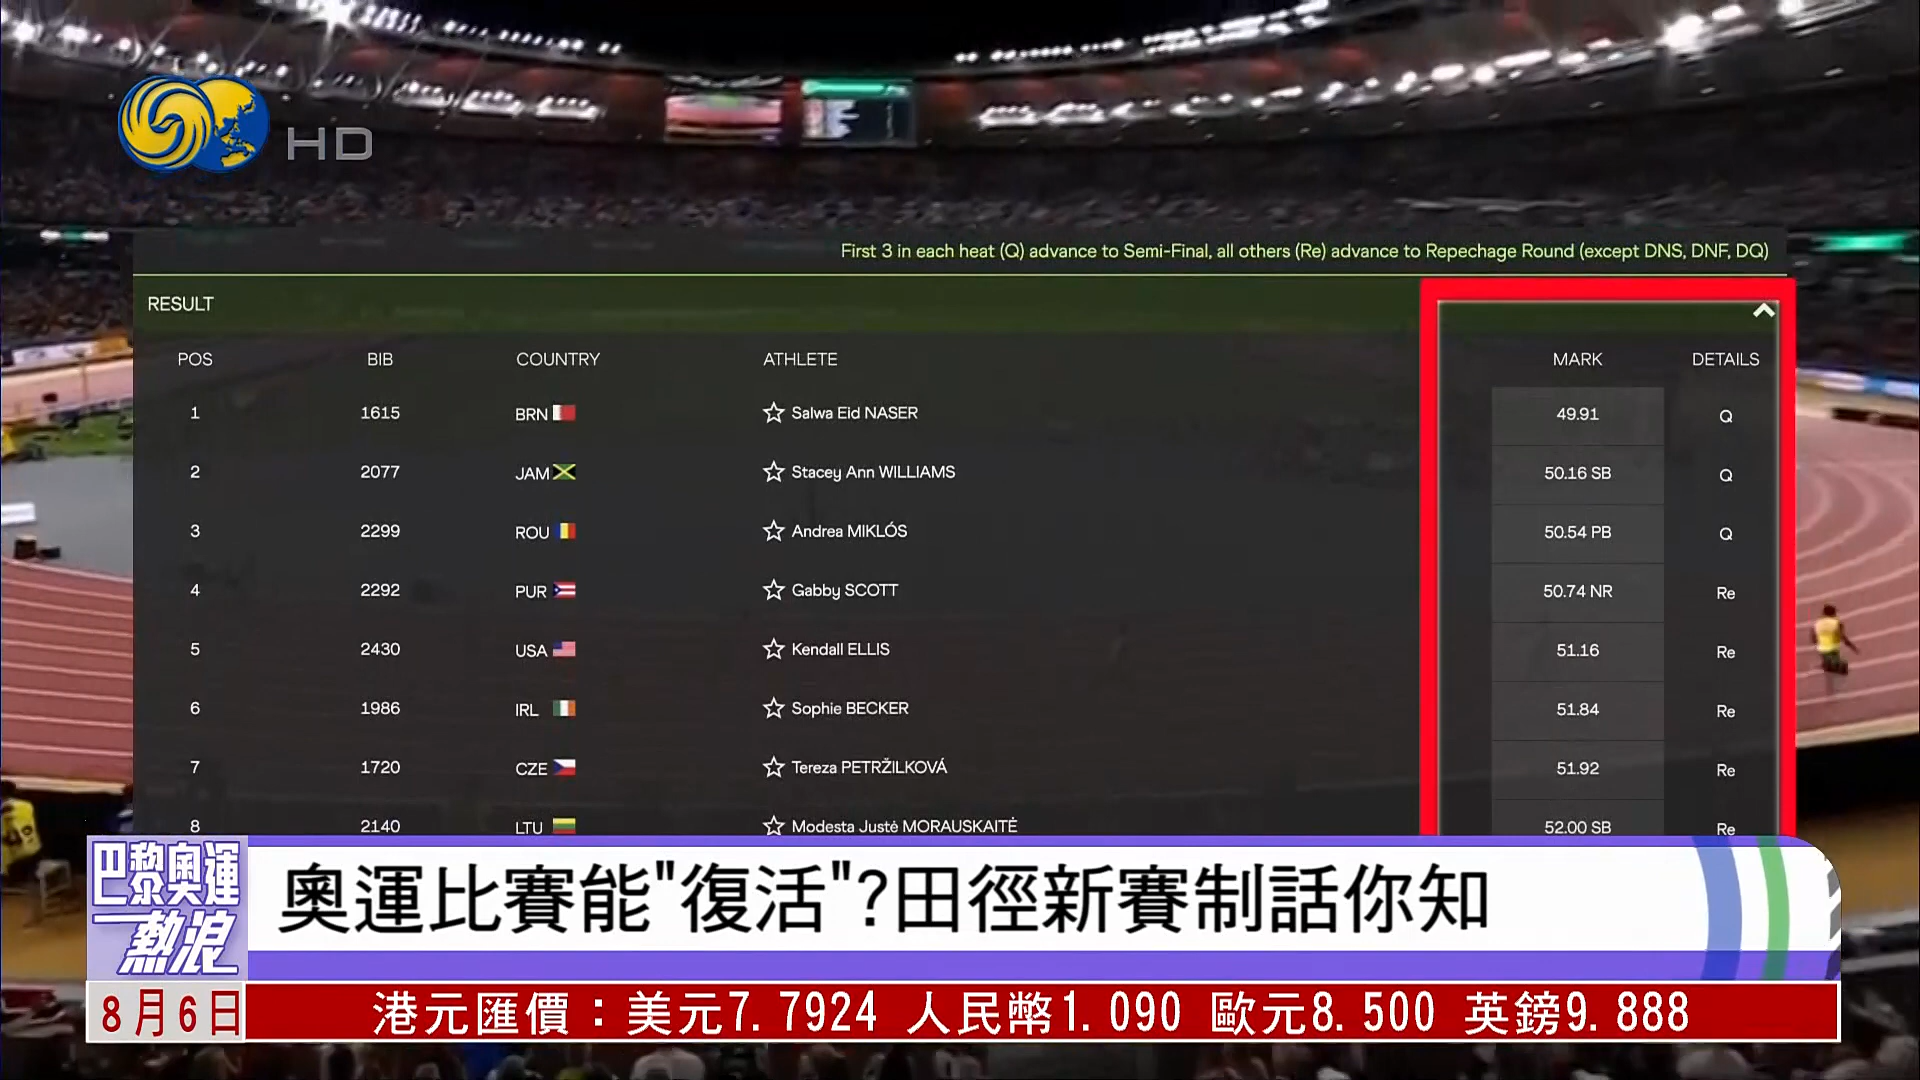 HD
First 3 in each heat (Q) advance to Semi-Final, all others (Re) advance to Repechage Round (except DNS, DNF, DQ)
RESULT
POS BIB COUNTRY ATHLETE MARK DETAILS
1 1615 BRN Salwa Eid NASER 49.91 Q
2 2077 JAM Stacey Ann WILLIAMS 50.16 SB Q
3 2299 ROU Andrea MIKLÓS 50.54 PB Q
4 2292 PUR Gabby SCOTT 50.74 NR Re
5 2430 USA Kendall ELLIS 51.16 Re
6 1986 IRL Sophie BECKER 51.84 Re
7 1720 CZE Tereza PETRŽILKOVÁ 51.92 Re
8 2140 LTU Modesta Justė MORAUSKAITĖ 52.00 SB Re
巴黎奧運
熱浪
奧運比賽能"復活"?田徑新賽制話你知
8月6日 港元匯價：美元7.7924 人民幣1.090 歐元8.500 英鎊9.888